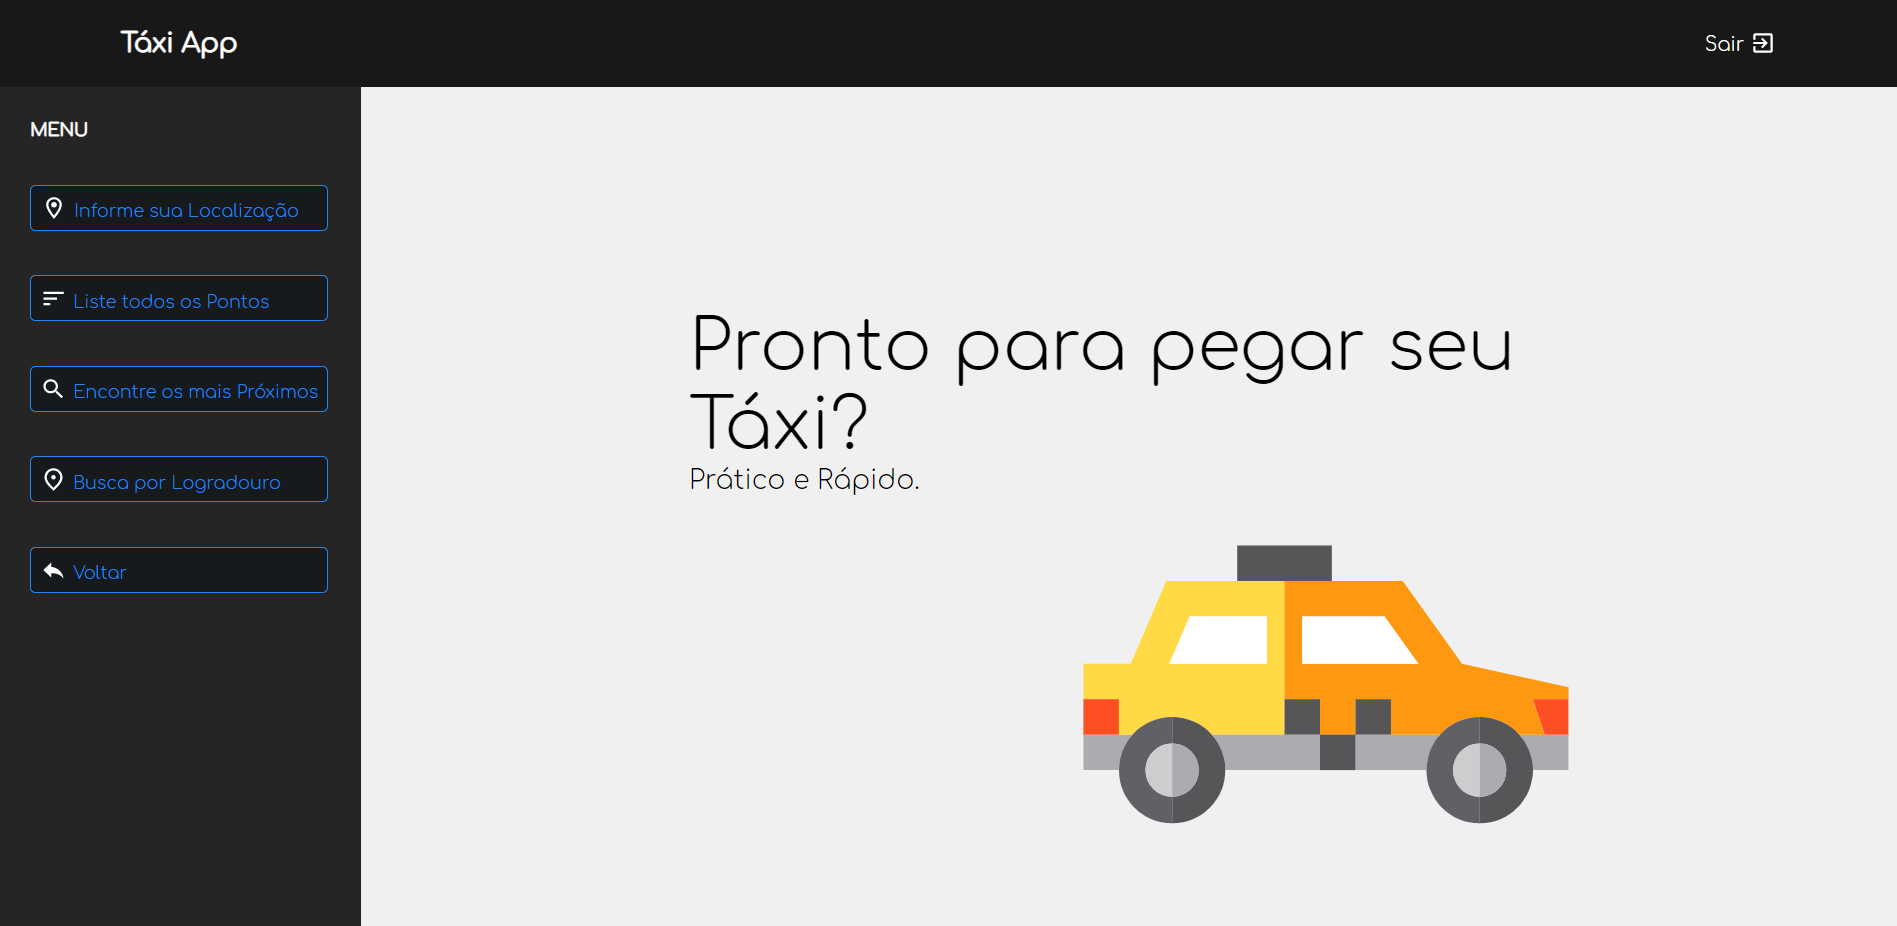 Táxi App
Sair
MENU
Informe sua Localização
Liste todos os Pontos
Encontre os mais Próximos
Busca por Logradouro
Voltar
Pronto para pegar seu
Táxi?
Prático e Rápido.